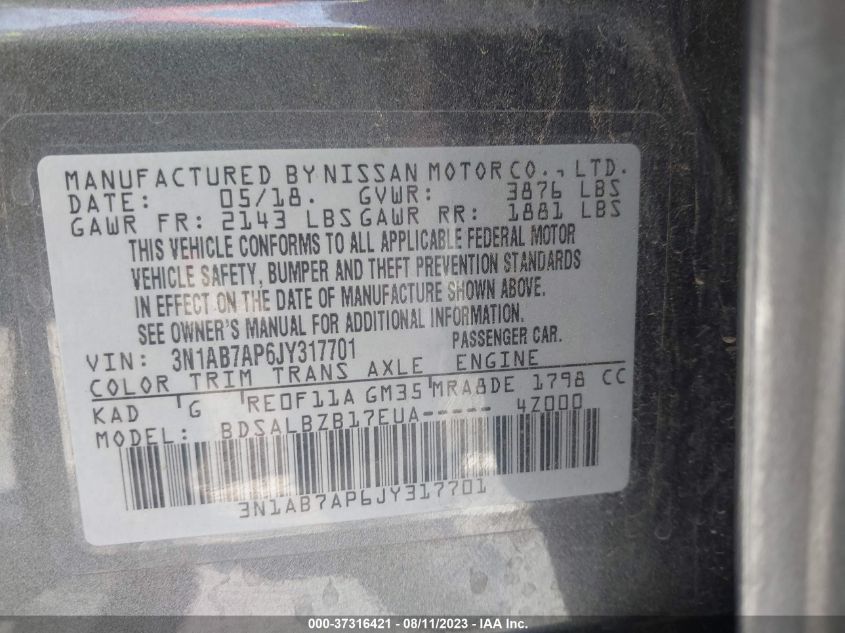 MANUFACTURED BY NISSAN MOTOR CO., LTD.
DATE: 05/18. GVWR: 3876 LBS
GAWR FR: 2143 LBS GAWR RR: 1881 LBS
THIS VEHICLE CONFORMS TO ALL APPLICABLE FEDERAL MOTOR
VEHICLE SAFETY, BUMPER AND THEFT PREVENTION STANDARDS
IN EFFECT ON THE DATE OF MANUFACTURE SHOWN ABOVE.
SEE OWNER'S MANUAL FOR ADDITIONAL INFORMATION.
VIN: 3N1AB7AP6JY317701 PASSENGER CAR.
COLOR TRIM TRANS AXLE ENGINE
KAD G RE0F11A GM35 MRA8DE 1798 CC
MODEL: BDSALBZB17EUA----- 4Z000
3N1AB7AP6JY317701
000-37316421 - 08/11/2023 - IAA Inc.